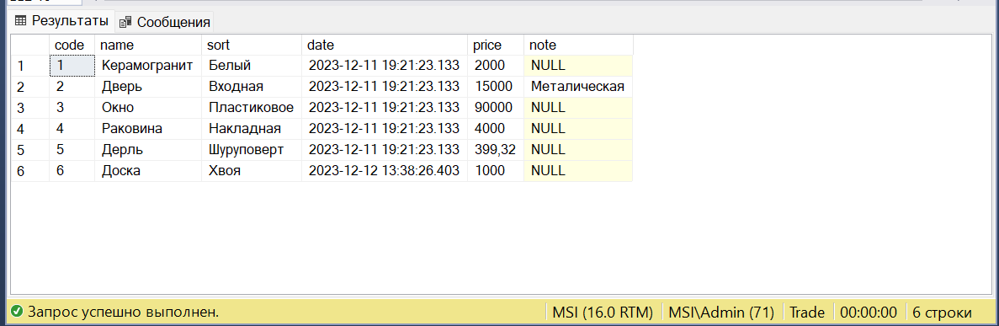 Результаты Сообщения
code name sort date price note
1 1 Керамогранит Белый 2023-12-11 19:21:23.133 2000 NULL
2 2 Дверь Входная 2023-12-11 19:21:23.133 15000 Металическая
3 3 Окно Пластиковое 2023-12-11 19:21:23.133 90000 NULL
4 4 Раковина Накладная 2023-12-11 19:21:23.133 4000 NULL
5 5 Дерль Шуруповерт 2023-12-11 19:21:23.133 399,32 NULL
6 6 Доска Хвоя 2023-12-12 13:38:26.403 1000 NULL
Запрос успешно выполнен. MSI (16.0 RTM) MSI\Admin (71) Trade 00:00:00 6 строки